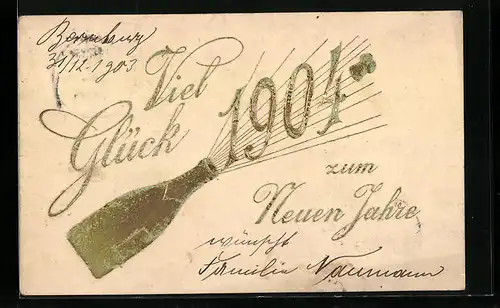 Bernburg
31/12.1903
Viel
Glück
1904
zum
Neuen Jahre
wünscht
Familie Naumann